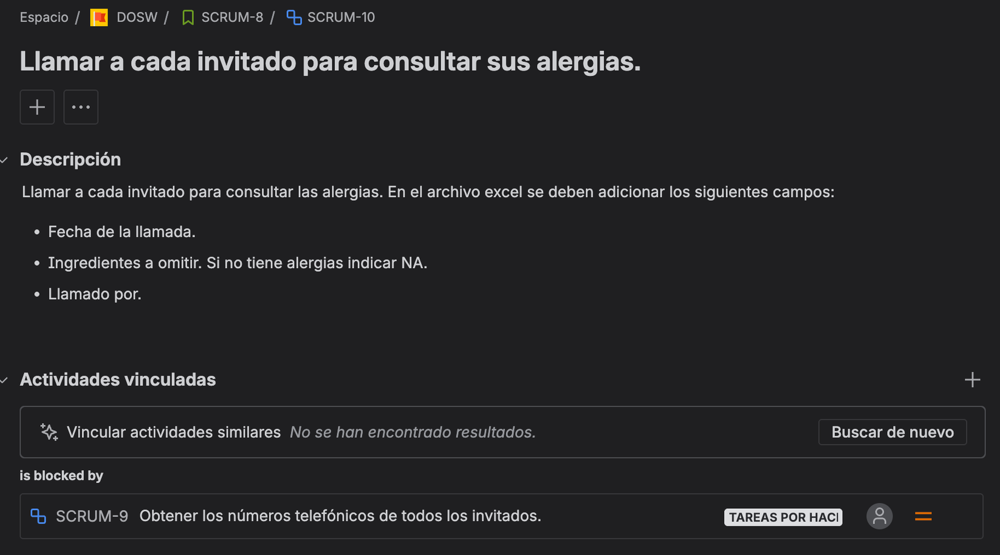 Espacio / DOSW / SCRUM-8 / SCRUM-10
Llamar a cada invitado para consultar sus alergias.
Descripción
Llamar a cada invitado para consultar las alergias. En el archivo excel se deben adicionar los siguientes campos:
• Fecha de la llamada.
• Ingredientes a omitir. Si no tiene alergias indicar NA.
• Llamado por.
Actividades vinculadas
Vincular actividades similares No se han encontrado resultados. Buscar de nuevo
is blocked by
SCRUM-9 Obtener los números telefónicos de todos los invitados. TAREAS POR HACI